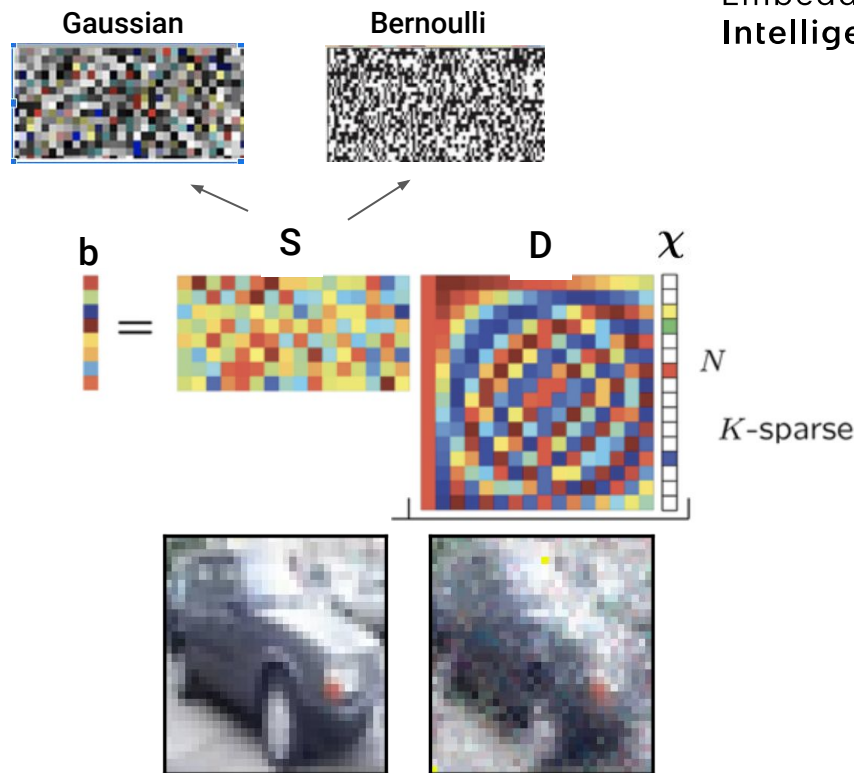 Intellige
Gaussian
Bernoulli
b
=
S
D
χ
N
K-sparse